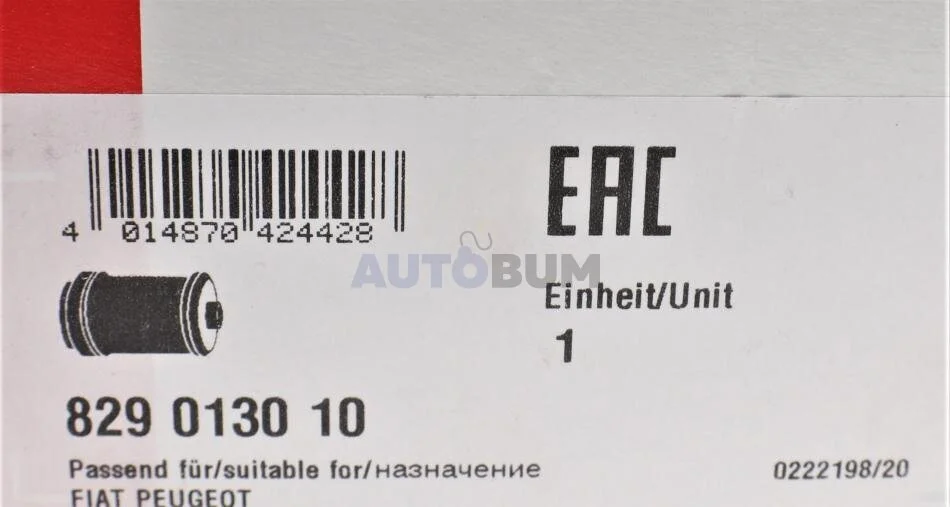 EAC
4 014870 424428
AUTOBUM
Einheit/Unit
1
829 0130 10
Passend für/suitable for/назначение
0222198/20
FIAT PEUGEOT